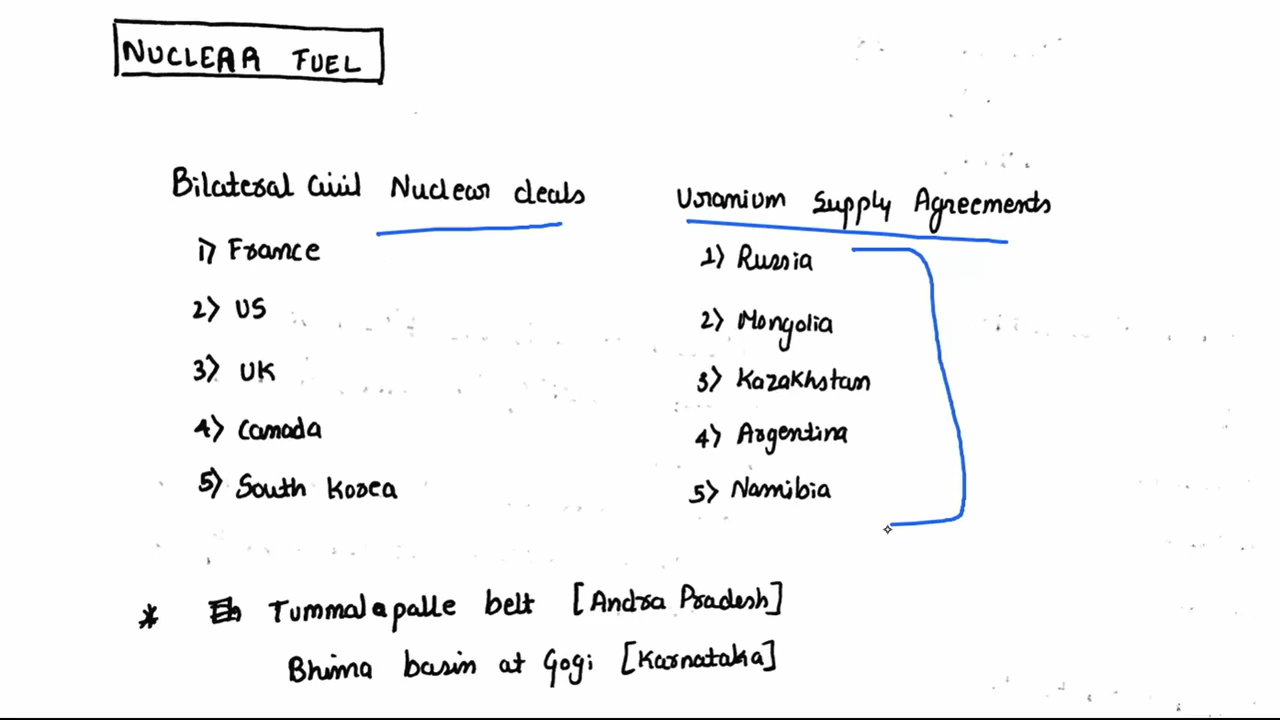 NUCLEAR FUEL
Bilateral Civil Nuclear deals
1) France
2) US
3) UK
4) Canada
5) South Korea
Uranium Supply Agreements
1) Russia
2) Mongolia
3) Kazakhstan
4) Argentina
5) Namibia
* Tummalapalle belt [Andra Pradesh]
Bhima basin at Gogi [Karnataka]